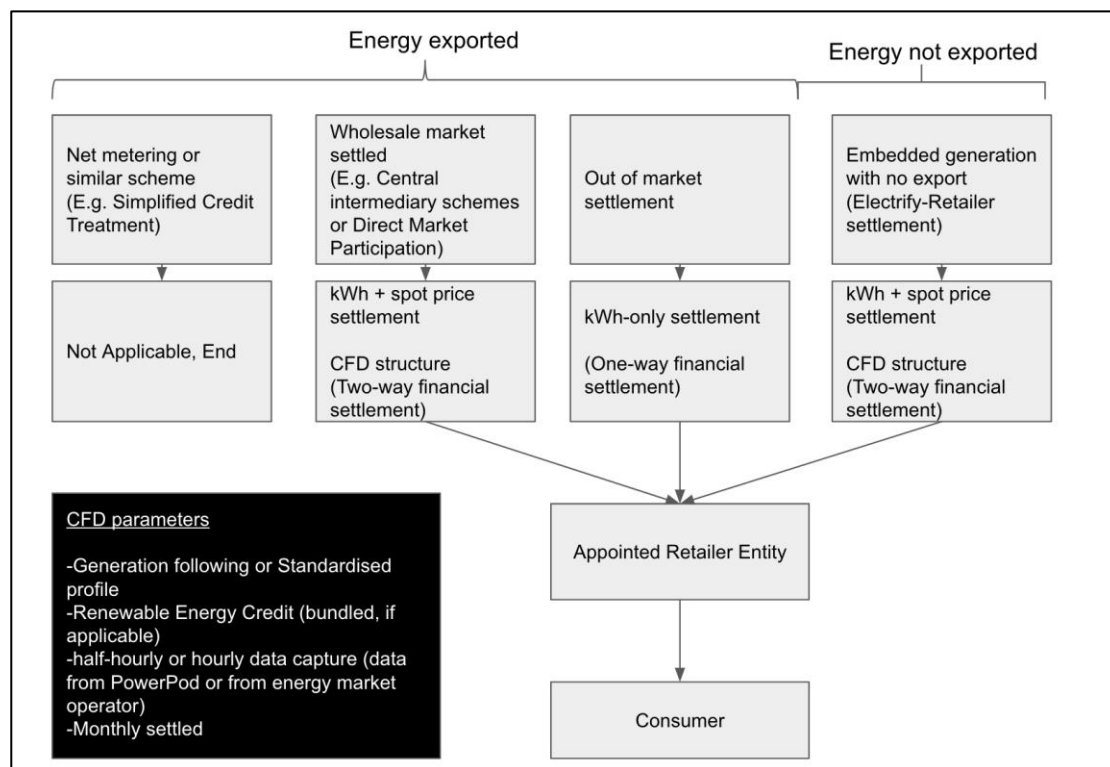 Energy exported
Energy not exported
Net metering or
similar scheme
(E.g. Simplified Credit
Treatment)
Wholesale market
settled
(E.g. Central
intermediary schemes
or Direct Market
Participation)
Out of market
settlement
Embedded generation
with no export
(Electrify-Retailer
settlement)
Not Applicable, End
kWh + spot price
settlement
CFD structure
(Two-way financial
settlement)
kWh-only settlement
(One-way financial
settlement)
kWh + spot price
settlement
CFD structure
(Two-way financial
settlement)
CFD parameters
-Generation following or Standardised
profile
-Renewable Energy Credit (bundled, if
applicable)
-half-hourly or hourly data capture (data
from PowerPod or from energy market
operator)
-Monthly settled
Appointed Retailer Entity
Consumer